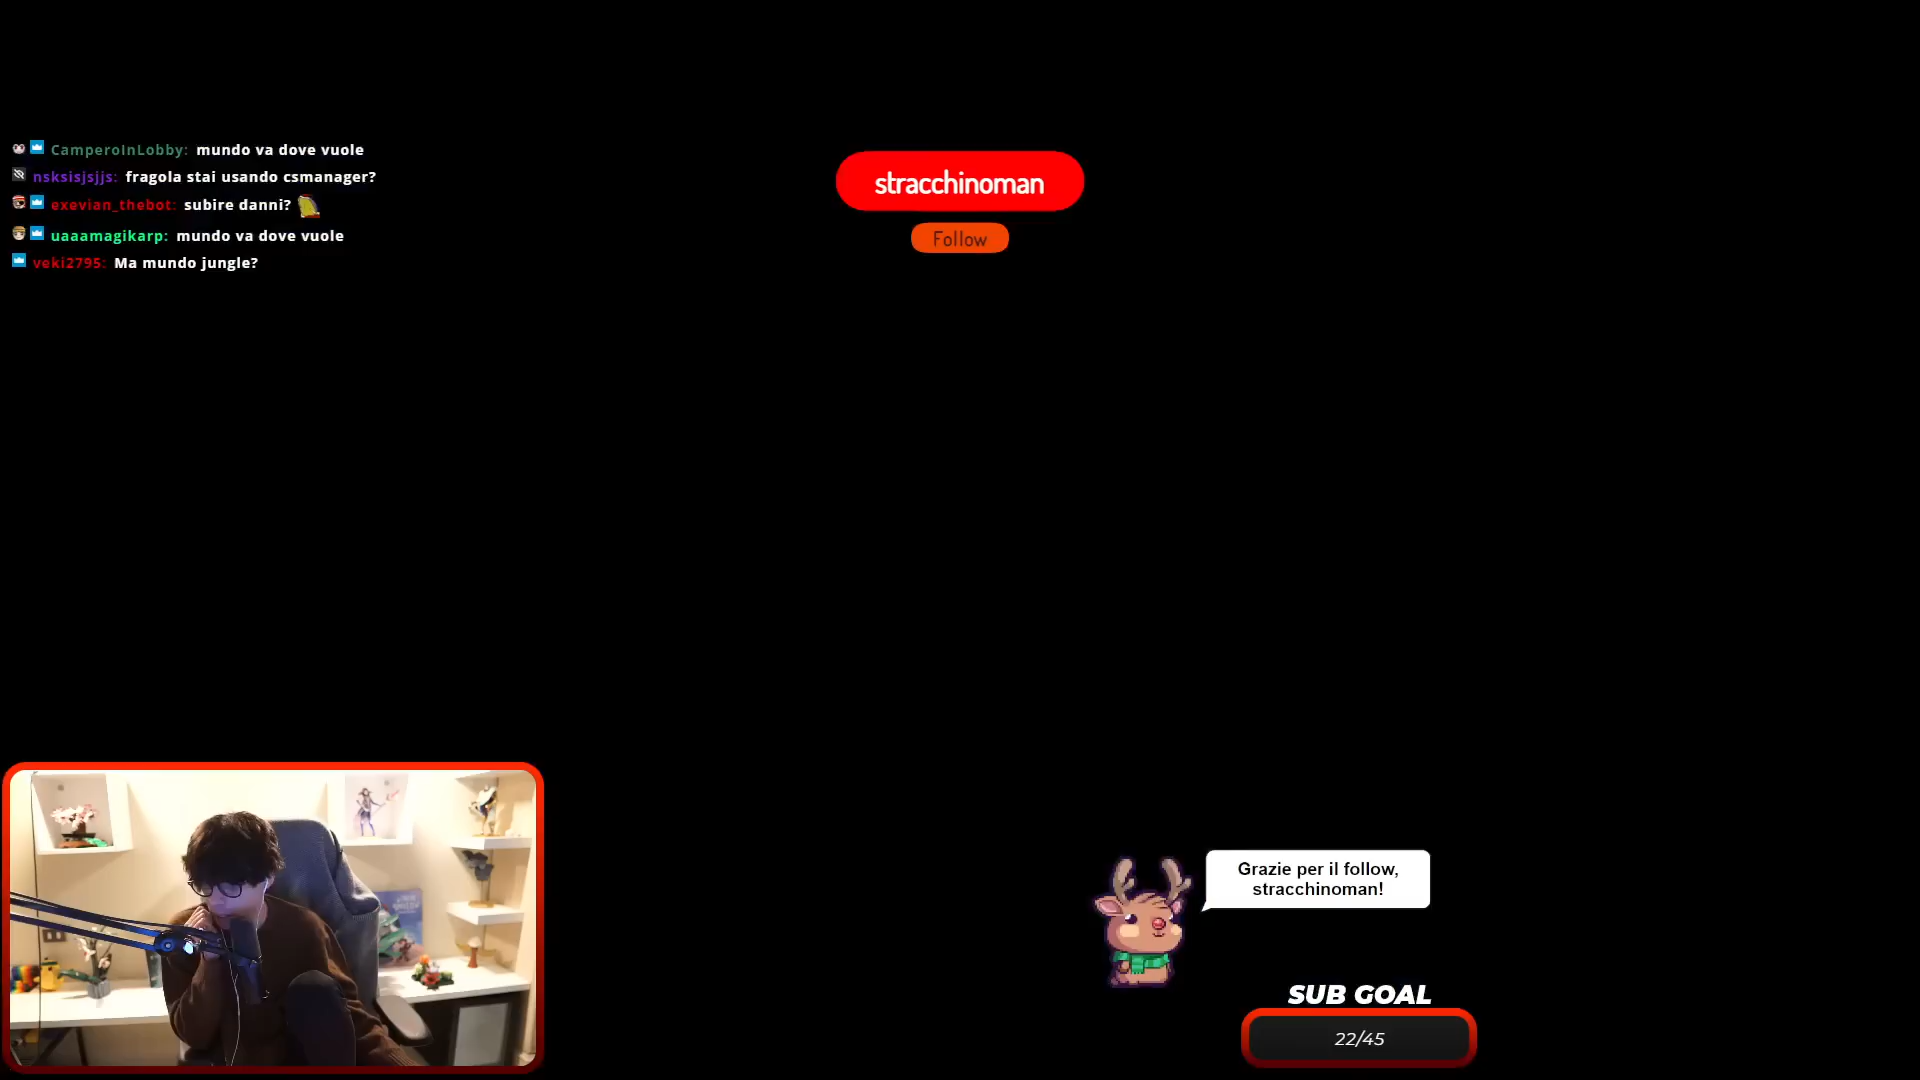 CamperoInLobby: mundo va dove vuole
nsksisjsjjs: fragola stai usando csmanager?
exevian_thebot: subire danni?
uaaamagikarp: mundo va dove vuole
veki2795: Ma mundo jungle?
stracchinoman
Follow
Grazie per il follow,
stracchinoman!
SUB GOAL
22/45